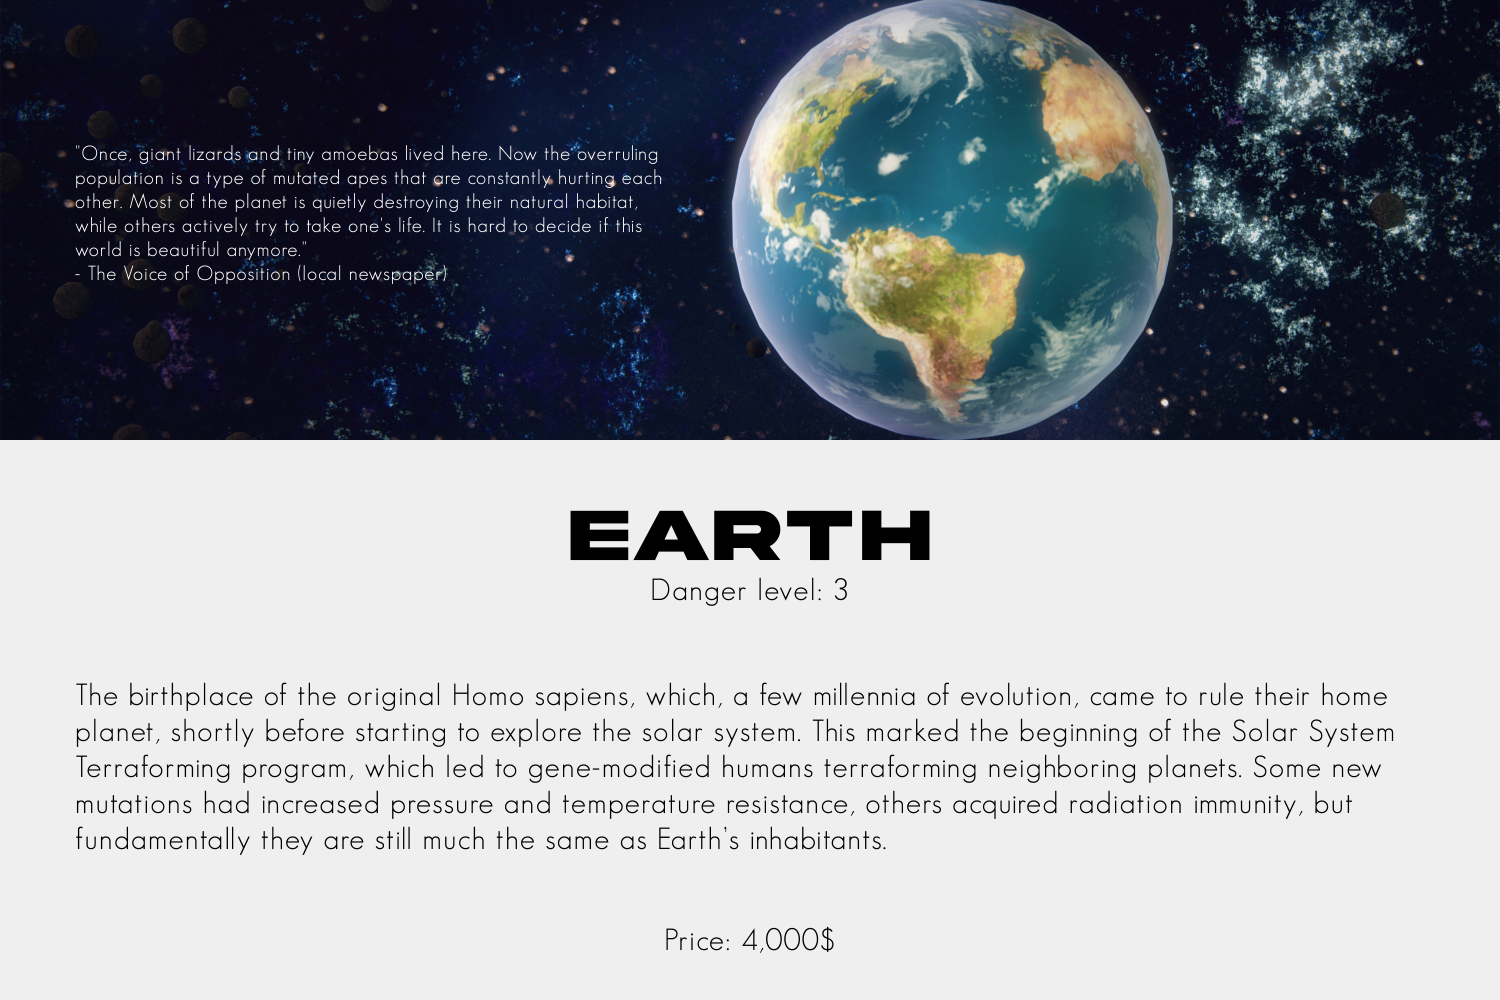 "Once, giant lizards and tiny amoebas lived here. Now the overruling
population is a type of mutated apes that are constantly hurting each
other. Most of the planet is quietly destroying their natural habitat,
while others actively try to take one's life. It is hard to decide if this
world is beautiful anymore."
- The Voice of Opposition (local newspaper)
EARTH
Danger level: 3
The birthplace of the original Homo sapiens, which, a few millennia of evolution, came to rule their home
planet, shortly before starting to explore the solar system. This marked the beginning of the Solar System
Terraforming program, which led to gene-modified humans terraforming neighboring planets. Some new
mutations had increased pressure and temperature resistance, others acquired radiation immunity, but
fundamentally they are still much the same as Earth's inhabitants.
Price: 4,000$